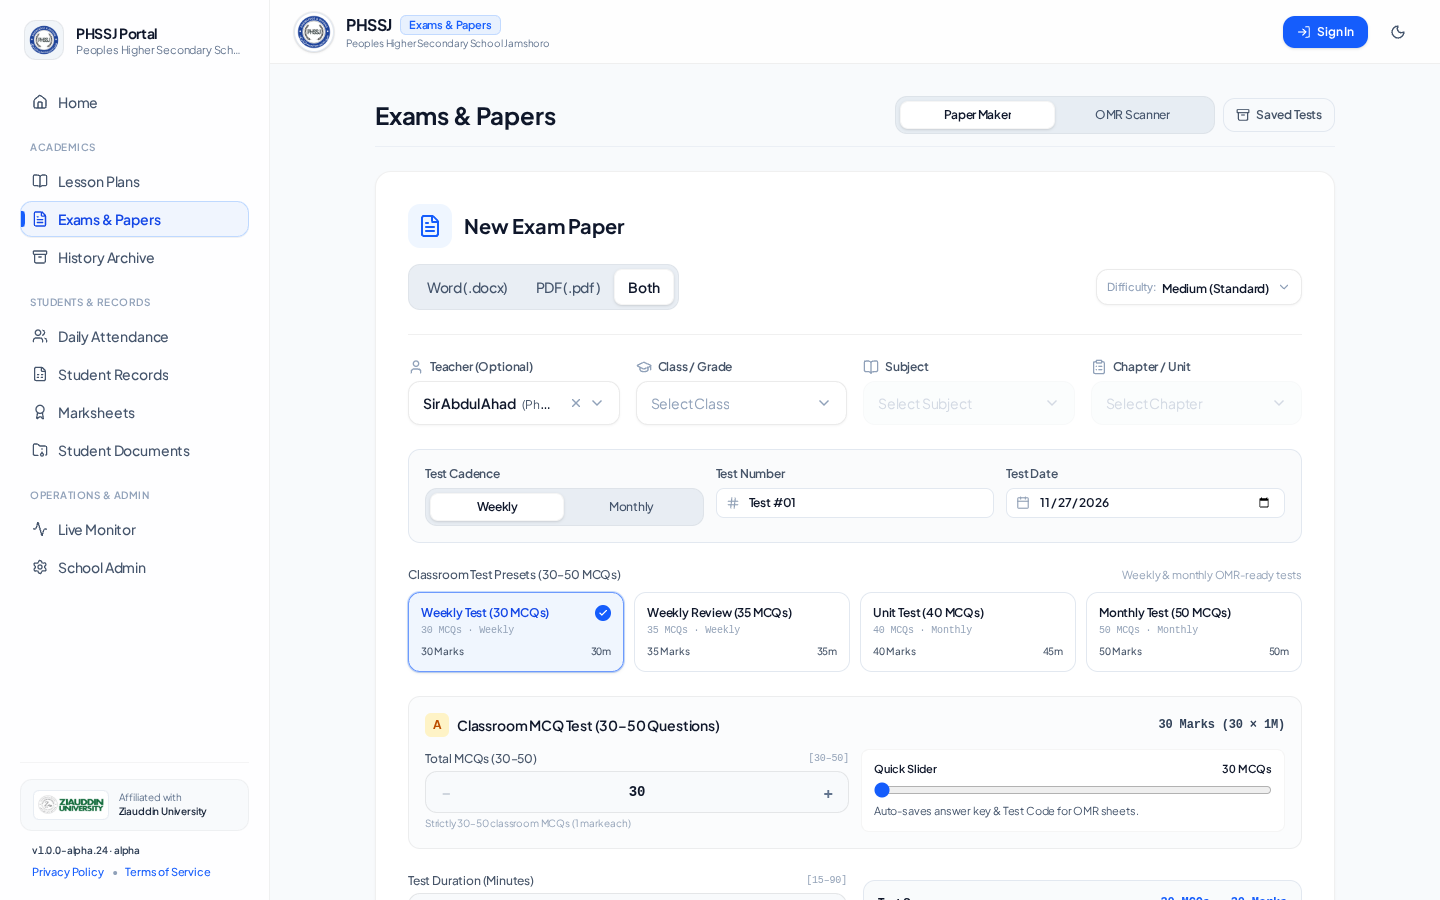 PHSSJ Portal
Peoples Higher Secondary Sch...
Home
ACADEMICS
Lesson Plans
Exams & Papers
History Archive
STUDENTS & RECORDS
Daily Attendance
Student Records
Marksheets
Student Documents
OPERATIONS & ADMIN
Live Monitor
School Admin
ZIAUDDIN UNIVERSITY
Affiliated with
Ziauddin University
v1.0.0-alpha.24 · alpha
Privacy Policy • Terms of Service
PHSSJ Exams & Papers
Peoples Higher Secondary School Jamshoro
Sign In
Exams & Papers
Paper Maker
OMR Scanner
Saved Tests
New Exam Paper
Word (.docx) PDF (.pdf) Both
Difficulty: Medium (Standard)
Teacher (Optional)
Sir Abdul Ahad (Ph...
Class / Grade
Select Class
Subject
Select Subject
Chapter / Unit
Select Chapter
Test Cadence
Weekly Monthly
Test Number
# Test #01
Test Date
11/27/2026
Classroom Test Presets (30–50 MCQs)
Weekly & monthly OMR-ready tests
Weekly Test (30 MCQs)
30 MCQs · Weekly
30 Marks 30m
Weekly Review (35 MCQs)
35 MCQs · Weekly
35 Marks 35m
Unit Test (40 MCQs)
40 MCQs · Monthly
40 Marks 45m
Monthly Test (50 MCQs)
50 MCQs · Monthly
50 Marks 50m
A Classroom MCQ Test (30–50 Questions)
30 Marks (30 × 1M)
Total MCQs (30–50) [30–50]
− 30 +
Strictly 30–50 classroom MCQs (1 mark each)
Quick Slider 30 MCQs
Auto-saves answer key & Test Code for OMR sheets.
Test Duration (Minutes) [15–90]